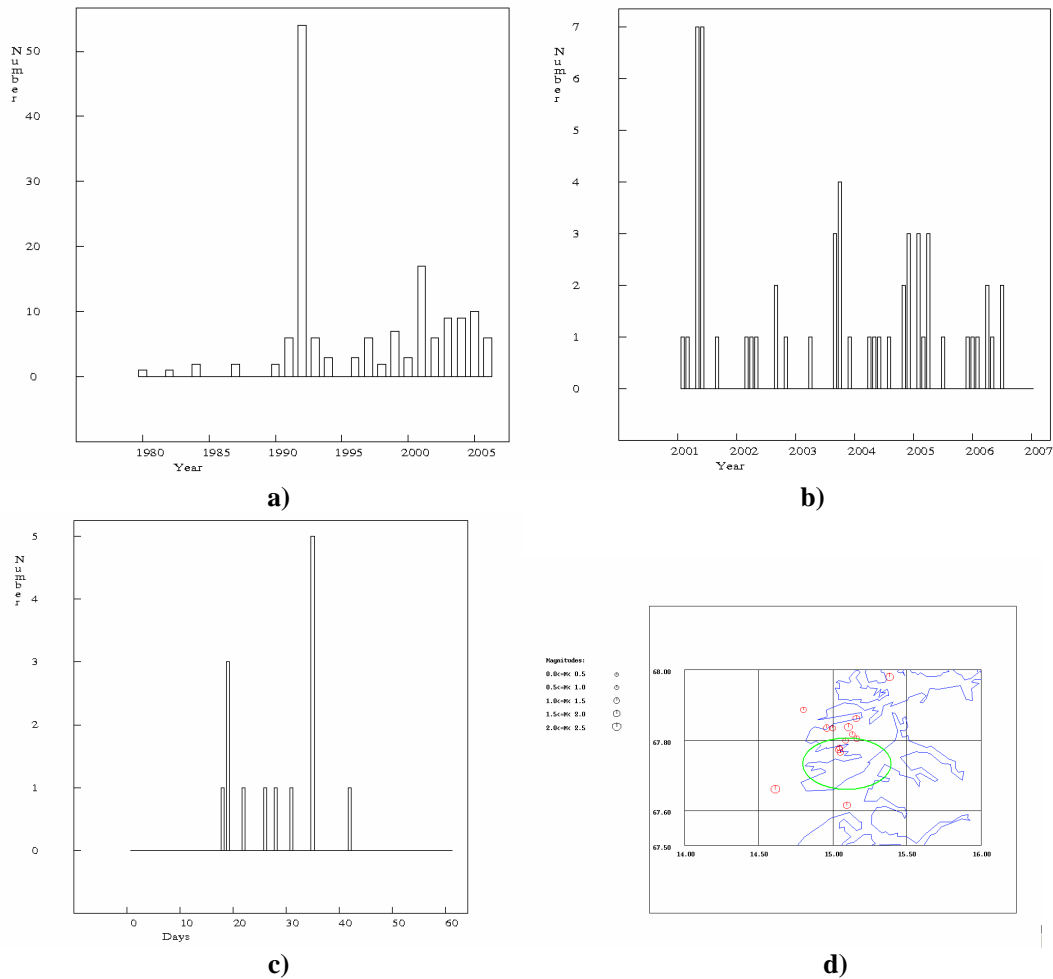 Number
50
40
30
20
10
0
1980 1985 1990 1995 2000 2005
Year
a)
Number
7
6
5
4
3
2
1
0
2001 2002 2003 2004 2005 2006 2007
Year
b)
Number
5
4
3
2
1
0
0 10 20 30 40 50 60
Days
c)
Magnitudes:
0.0<=M< 0.5
0.5<=M< 1.0
1.0<=M< 1.5
1.5<=M< 2.0
2.0<=M< 2.5
68.00
67.80
67.60
67.50
14.00 14.50 15.00 15.50 16.00
d)